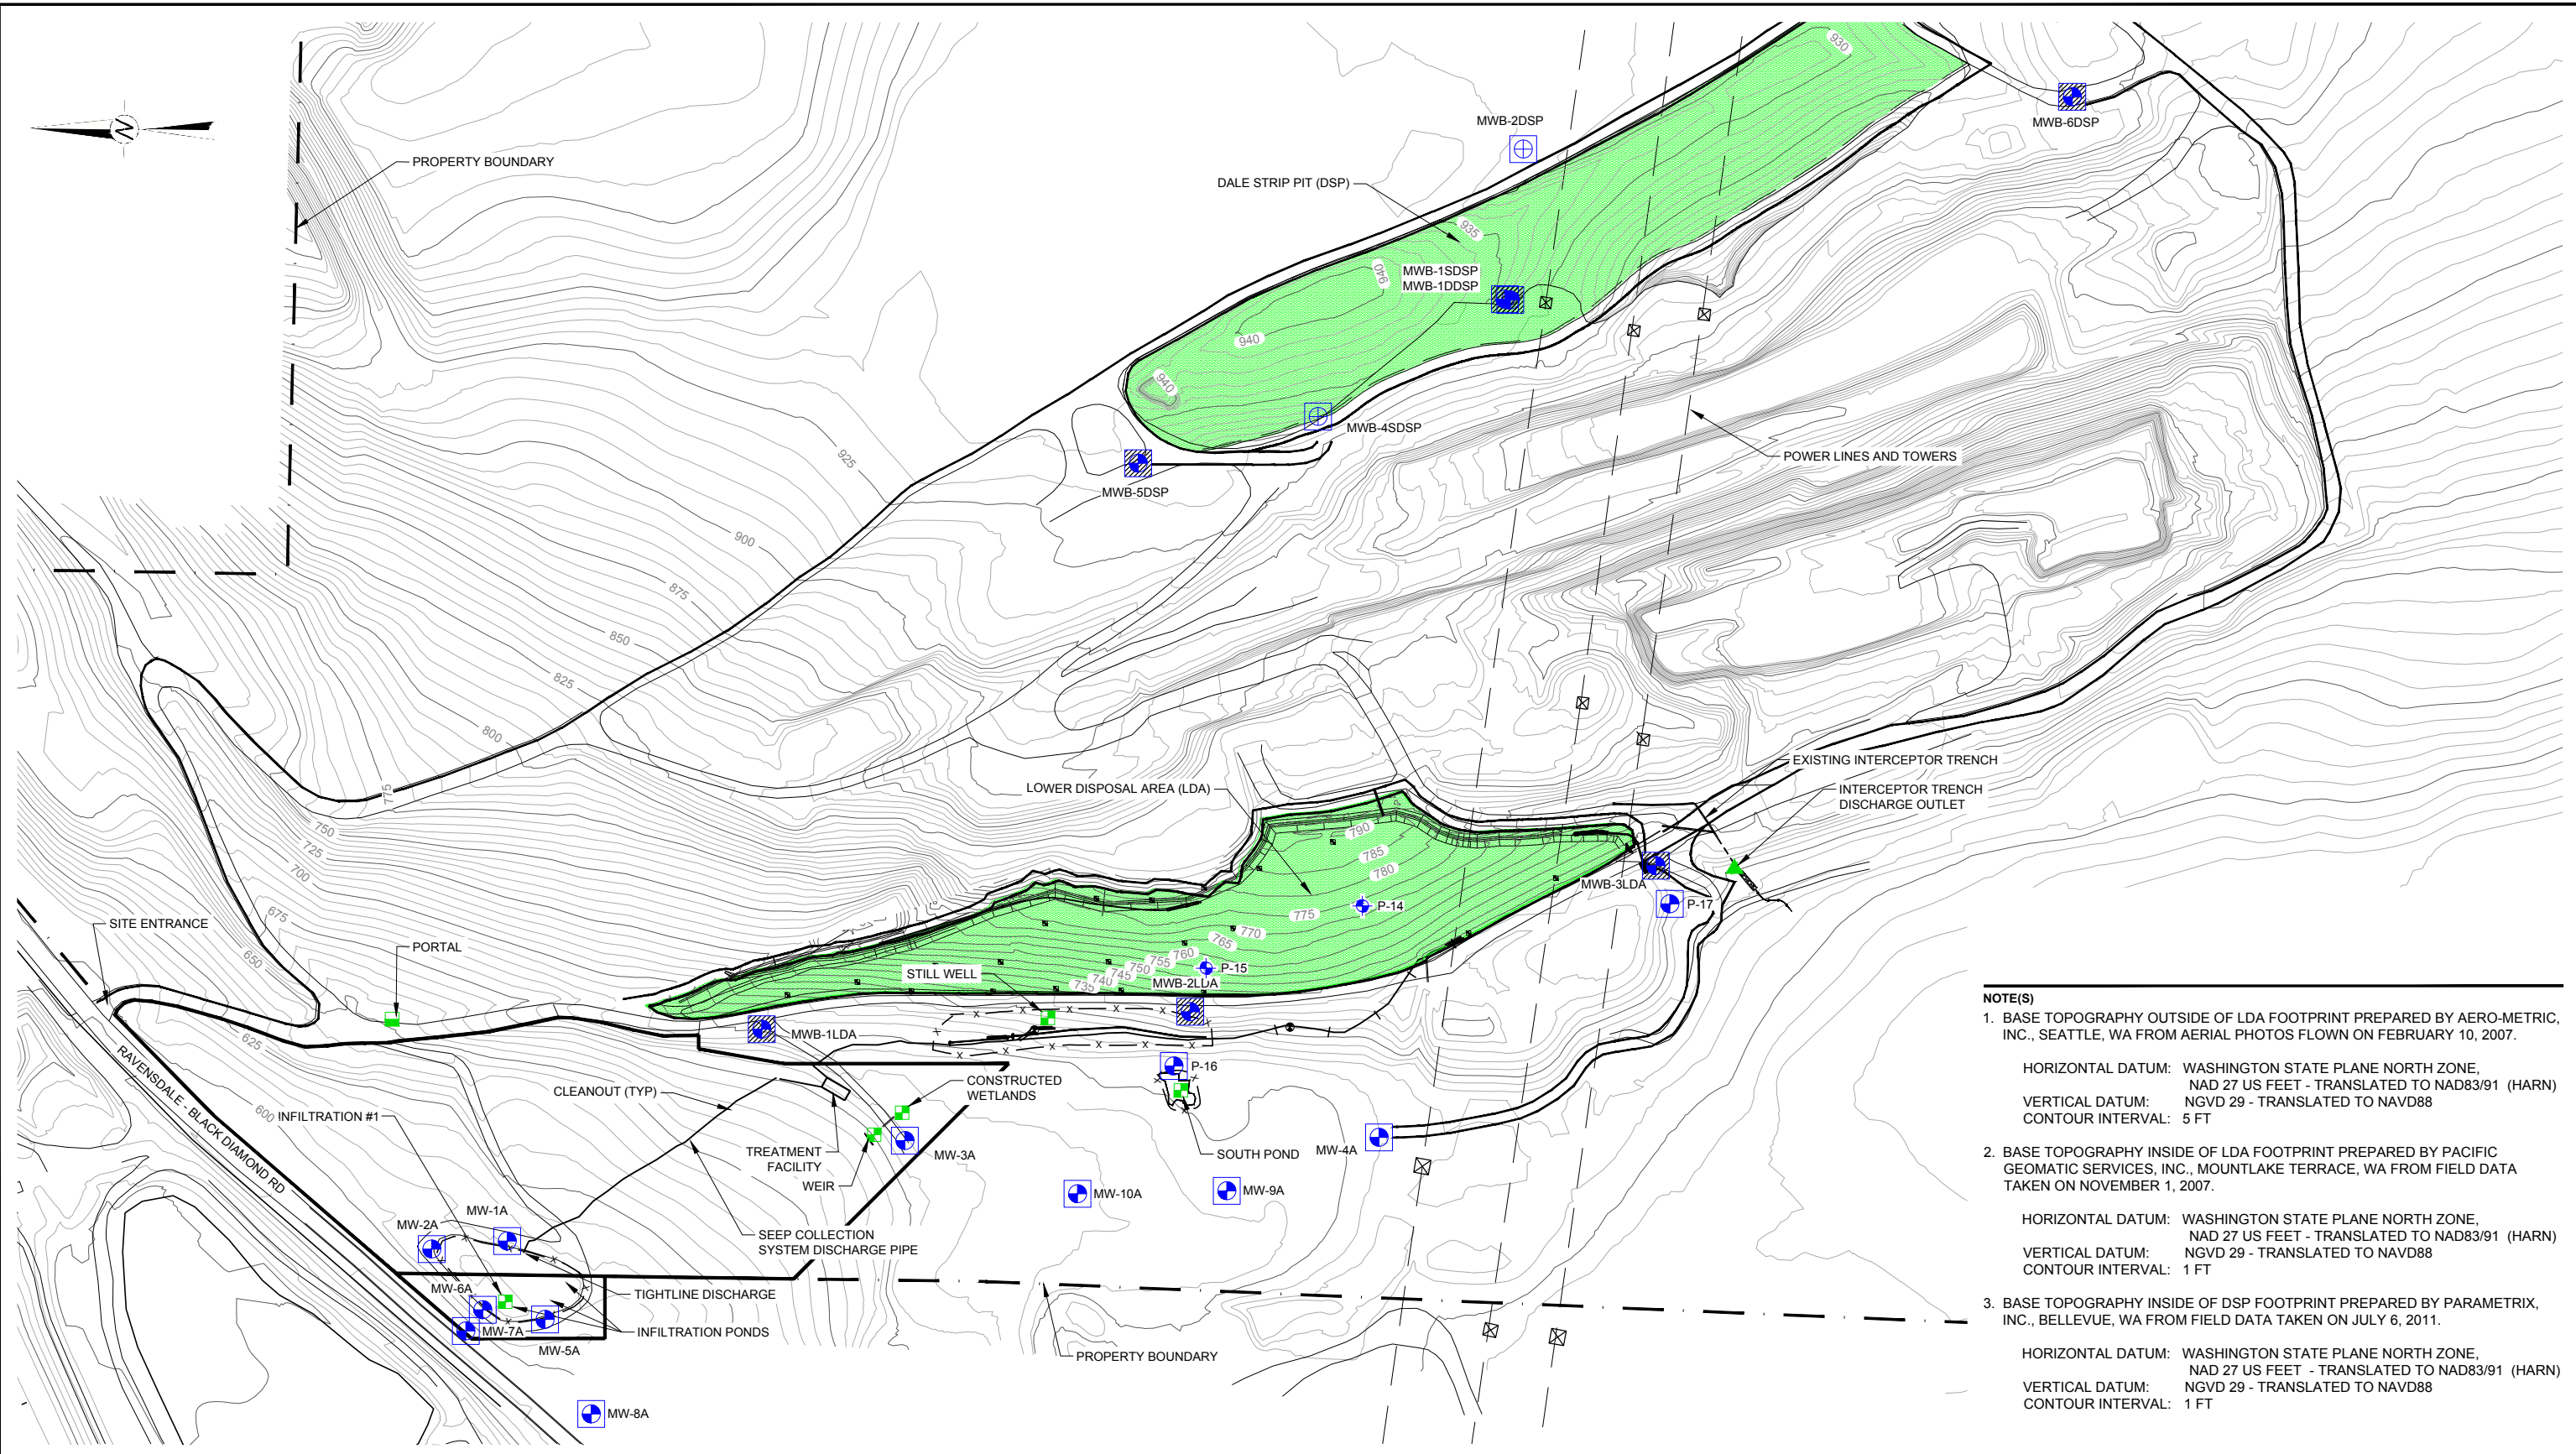 N
PROPERTY BOUNDARY
930
MWB-2DSP
MWB-6DSP
DALE STRIP PIT (DSP)
935
940
MWB-1SDSP
MWB-1DDSP
940
940
MWB-4SDSP
MWB-5DSP
POWER LINES AND TOWERS
925
900
875
850
825
800
775
750
725
700
675
650
625
600
LOWER DISPOSAL AREA (LDA)
EXISTING INTERCEPTOR TRENCH
INTERCEPTOR TRENCH
DISCHARGE OUTLET
790
785
780
775
770
765
760
755
750
745
740
735
MWB-3LDA
P-17
P-14
P-15
SITE ENTRANCE
PORTAL
STILL WELL
MWB-2LDA
MWB-1LDA
P-16
CLEANOUT (TYP)
CONSTRUCTED
WETLANDS
INFILTRATION #1
RAVENSDALE - BLACK DIAMOND RD
TREATMENT
FACILITY
WEIR
MW-3A
SOUTH POND
MW-4A
MW-10A
MW-9A
MW-2A
MW-1A
SEEP COLLECTION
SYSTEM DISCHARGE PIPE
MW-6A
TIGHTLINE DISCHARGE
MW-7A
INFILTRATION PONDS
MW-5A
PROPERTY BOUNDARY
MW-8A
NOTE(S)
1. BASE TOPOGRAPHY OUTSIDE OF LDA FOOTPRINT PREPARED BY AERO-METRIC,
INC., SEATTLE, WA FROM AERIAL PHOTOS FLOWN ON FEBRUARY 10, 2007.
HORIZONTAL DATUM: WASHINGTON STATE PLANE NORTH ZONE,
NAD 27 US FEET - TRANSLATED TO NAD83/91 (HARN)
VERTICAL DATUM: NGVD 29 - TRANSLATED TO NAVD88
CONTOUR INTERVAL: 5 FT
2. BASE TOPOGRAPHY INSIDE OF LDA FOOTPRINT PREPARED BY PACIFIC
GEOMATIC SERVICES, INC., MOUNTLAKE TERRACE, WA FROM FIELD DATA
TAKEN ON NOVEMBER 1, 2007.
HORIZONTAL DATUM: WASHINGTON STATE PLANE NORTH ZONE,
NAD 27 US FEET - TRANSLATED TO NAD83/91 (HARN)
VERTICAL DATUM: NGVD 29 - TRANSLATED TO NAVD88
CONTOUR INTERVAL: 1 FT
3. BASE TOPOGRAPHY INSIDE OF DSP FOOTPRINT PREPARED BY PARAMETRIX,
INC., BELLEVUE, WA FROM FIELD DATA TAKEN ON JULY 6, 2011.
HORIZONTAL DATUM: WASHINGTON STATE PLANE NORTH ZONE,
NAD 27 US FEET - TRANSLATED TO NAD83/91 (HARN)
VERTICAL DATUM: NGVD 29 - TRANSLATED TO NAVD88
CONTOUR INTERVAL: 1 FT